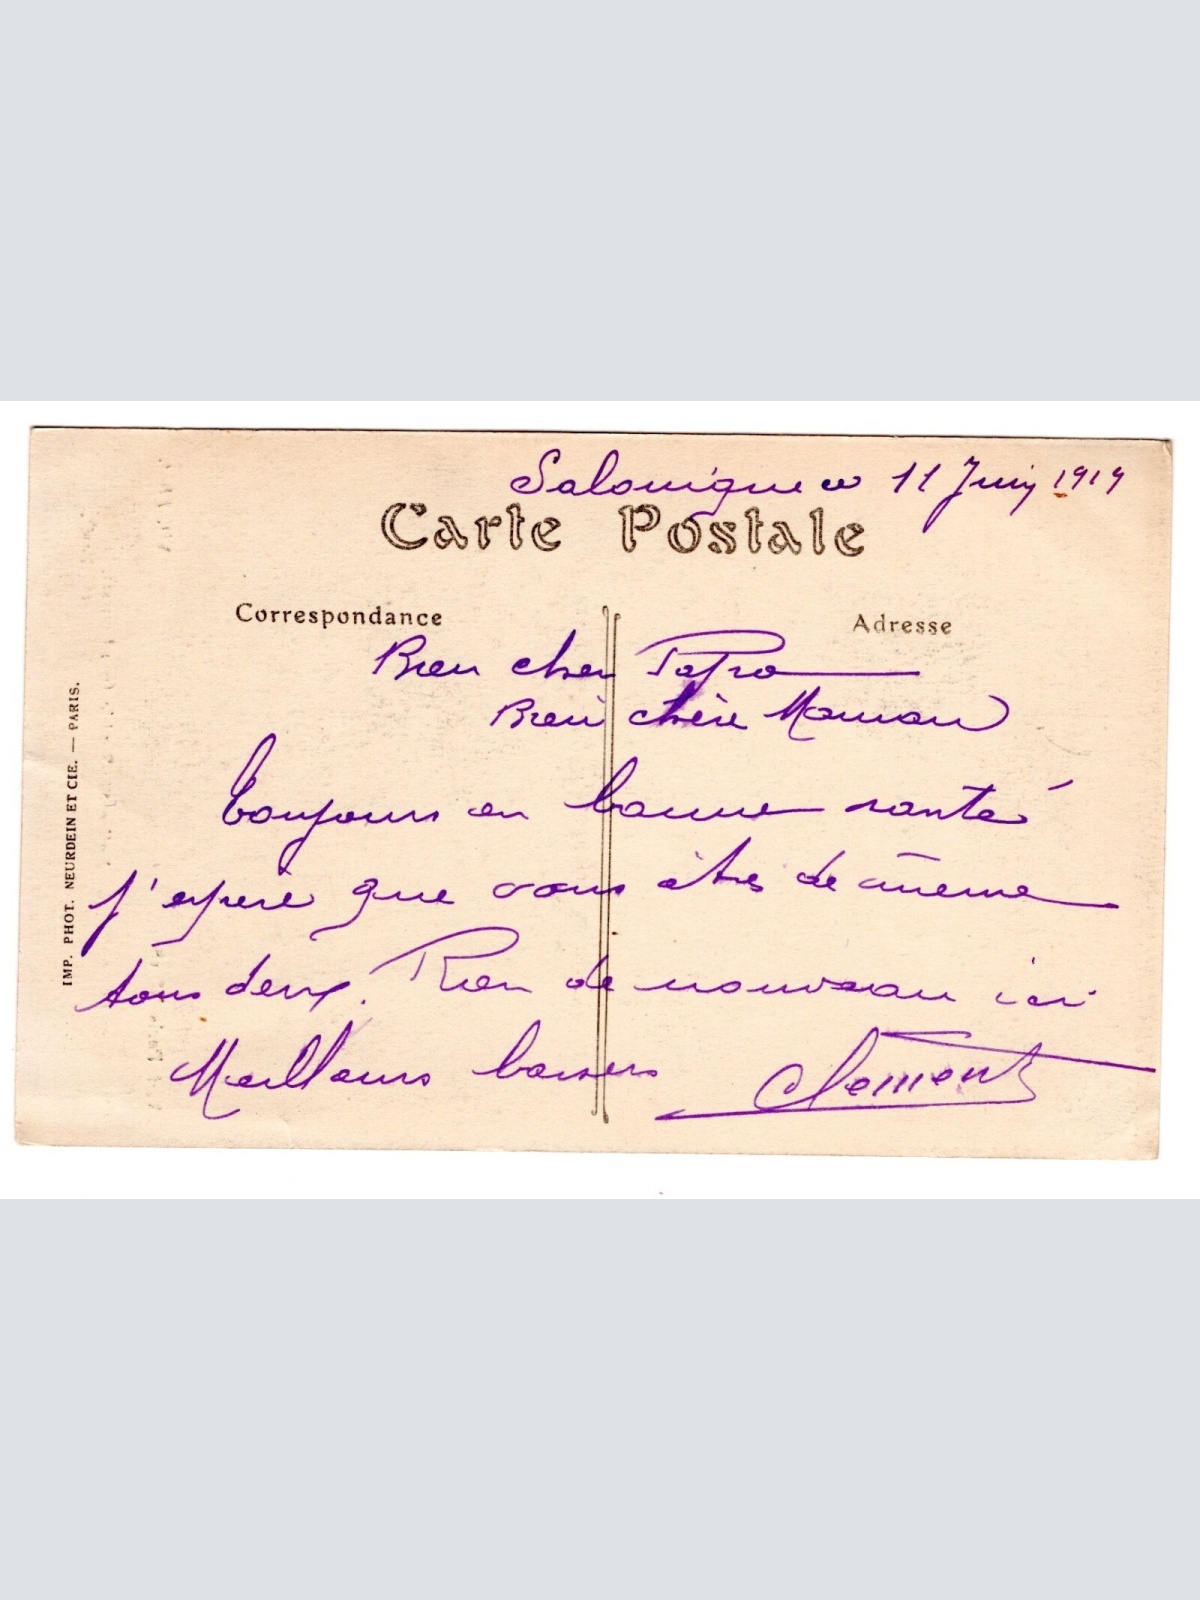 Salonique ce 11 Juin 1919
Carte Postale
Correspondance
Adresse
Bien cher Papa
Bien chère Maman
Toujours en bonne santé
j'espère que vous êtes de même
tous deux. Rien de nouveau ici
Meilleurs baisers Clement
IMP. PHOT. NEURDEIN ET CIE. — PARIS.